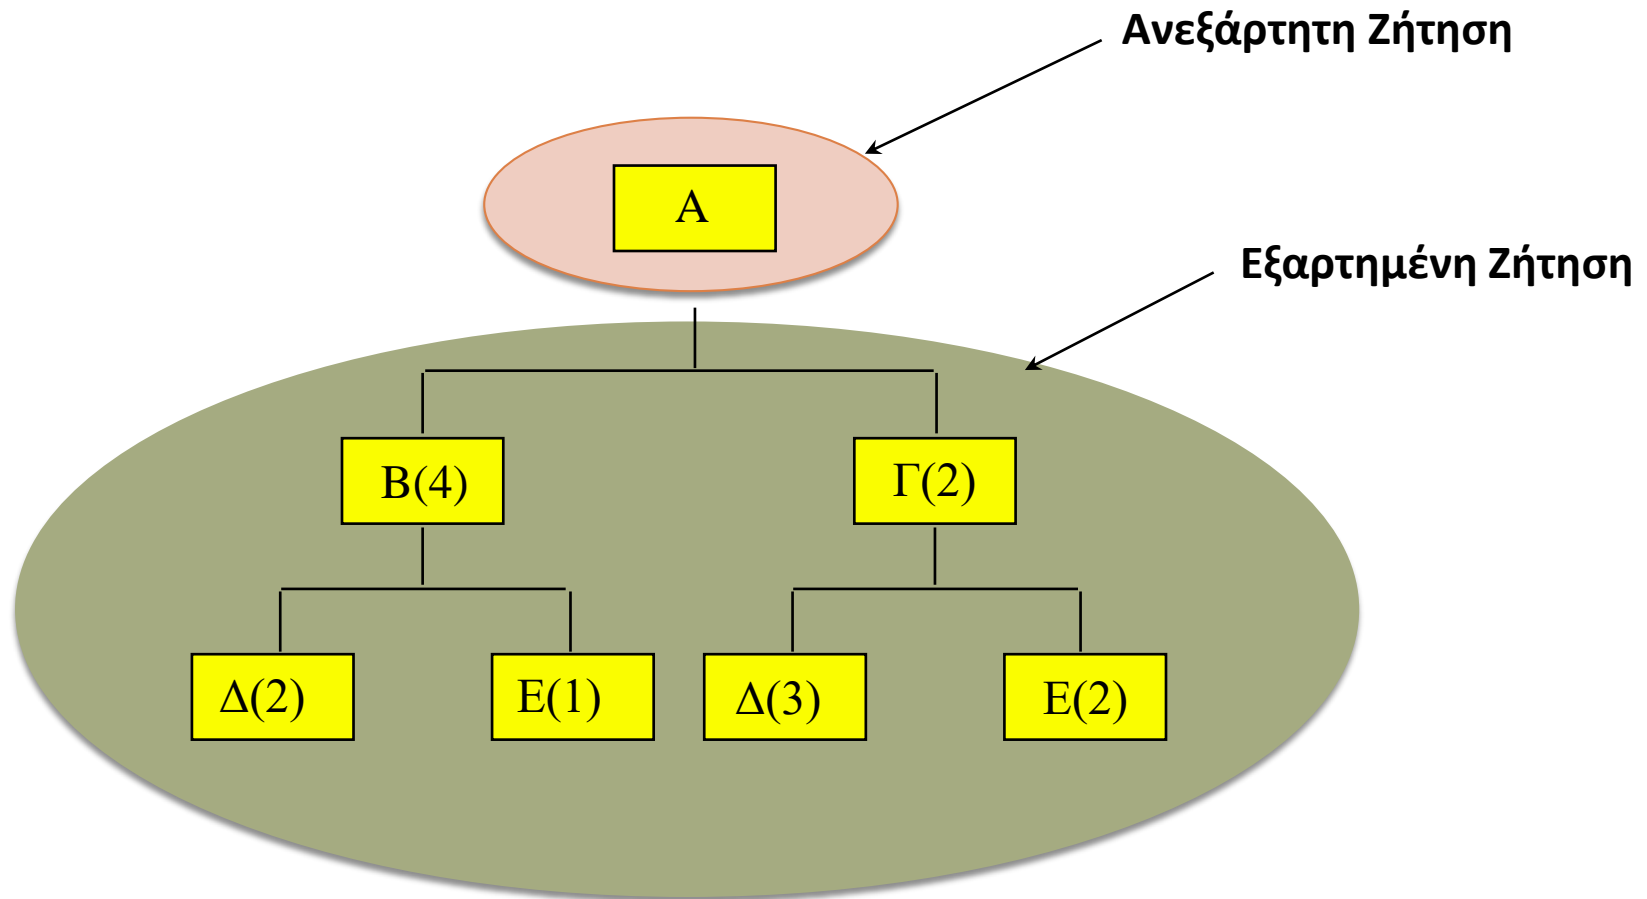 Ανεξάρτητη Ζήτηση
Α
Εξαρτημένη Ζήτηση
Β(4)
Γ(2)
Δ(2)
Ε(1)
Δ(3)
Ε(2)